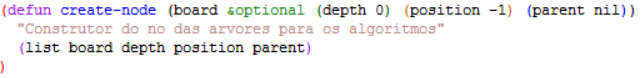 (defun create-node (board &optional (depth 0) (position -1) (parent nil))
  "Construtor do no das arvores para os algoritmos"
  (list board depth position parent)
)